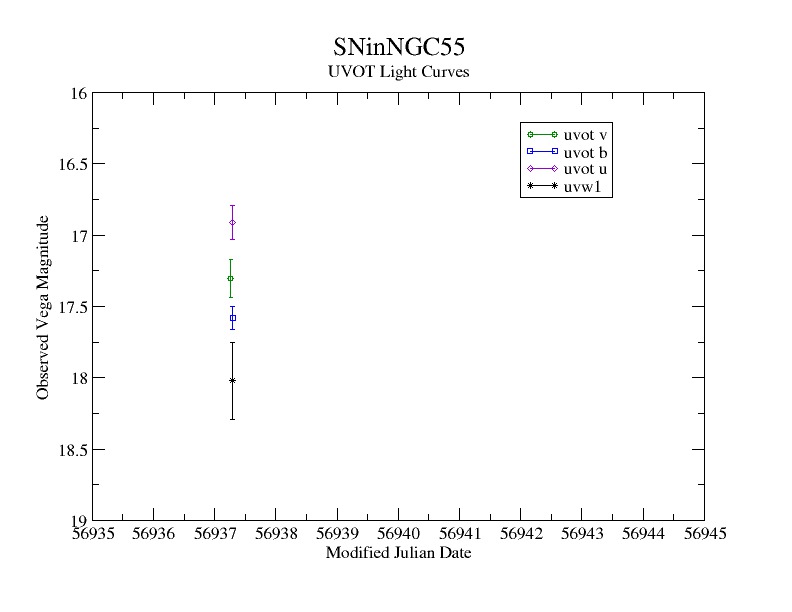 SNinNGC55
UVOT Light Curves
Observed Vega Magnitude
16
16.5
17
17.5
18
18.5
19
uvot v
uvot b
uvot u
uvw1
56935 56936 56937 56938 56939 56940 56941 56942 56943 56944 56945
Modified Julian Date